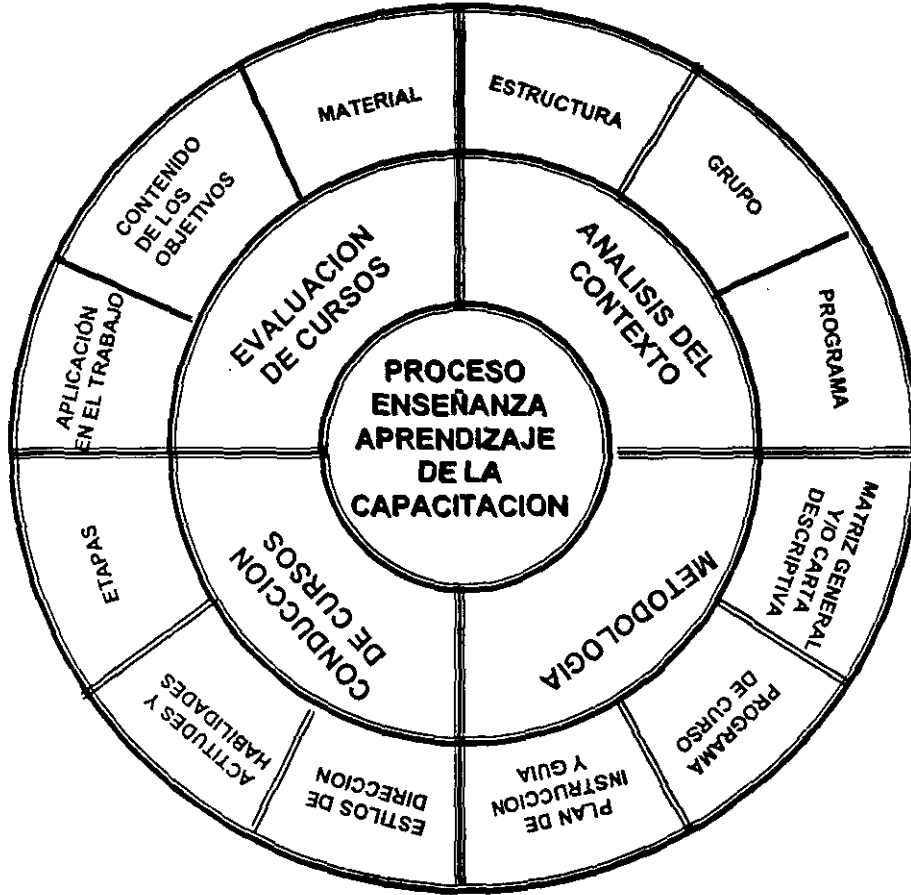 PROCESO
ENSEÑANZA
APRENDIZAJE
DE LA
CAPACITACION
ANALISIS DEL
CONTEXTO
ESTRUCTURA
GRUPO
PROGRAMA
METODOLOGIA
MATRIZ GENERAL
Y/O CARTA
DESCRIPTIVA
PROGRAMA
DE CURSO
PLAN DE
INSTRUCCION
Y GUIA
CONDUCCION
DE CURSOS
ESTILOS DE
DIRECCION
ACTITUDES Y
HABILIDADES
ETAPAS
EVALUACION
DE CURSOS
APLICACIÓN
EN EL TRABAJO
CONTENIDO
DE LOS
OBJETIVOS
MATERIAL